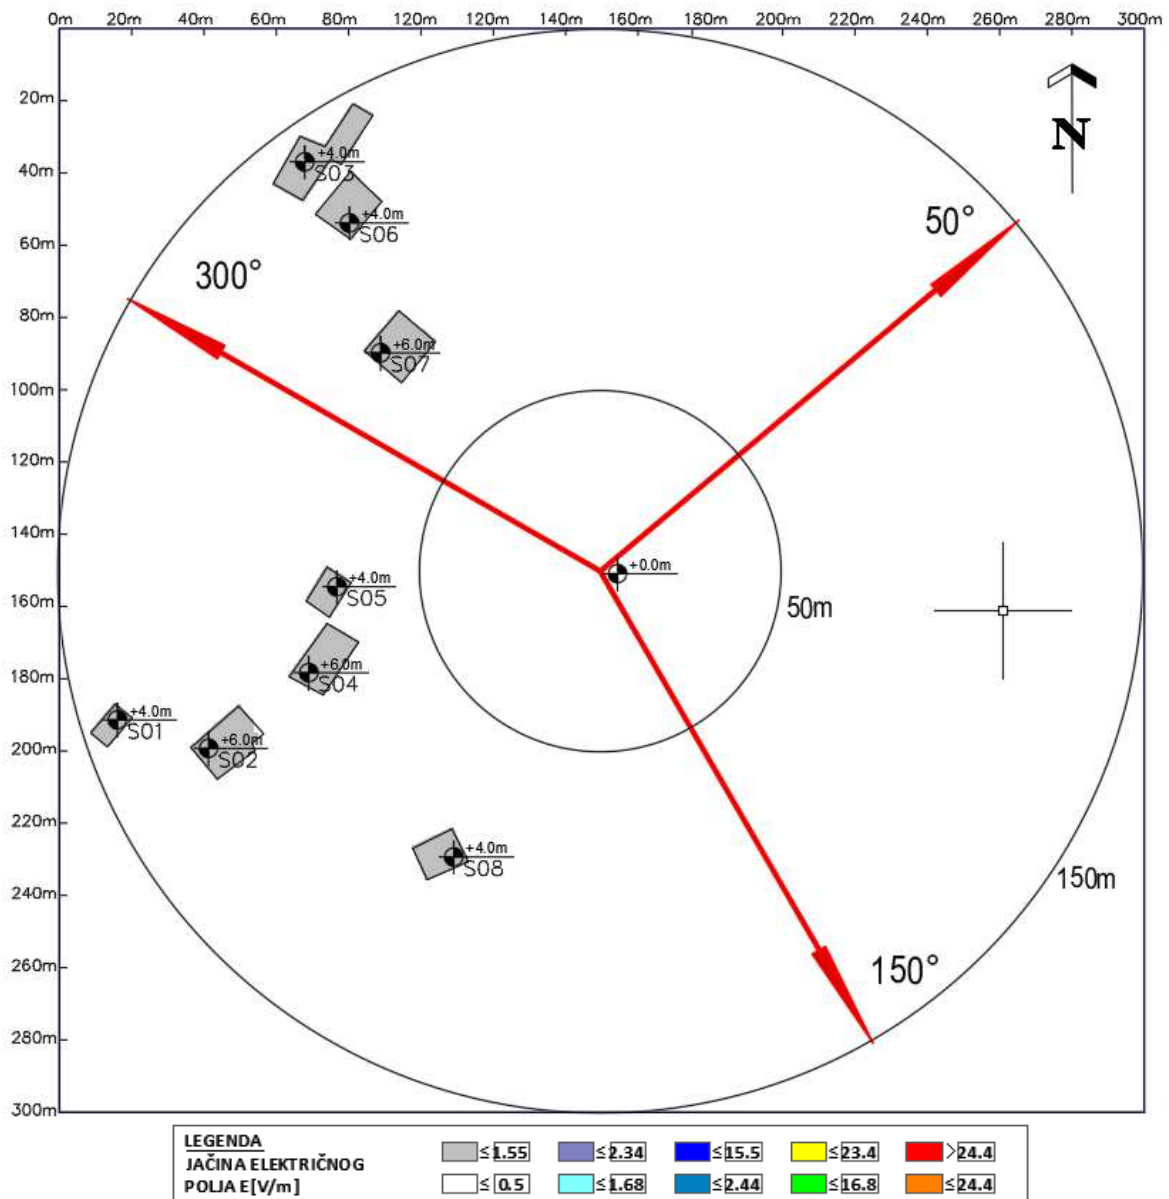 0m 20m 40m 60m 80m 120m 120m 140m 160m 180m 200m 220m 240m 260m 280m 300m
20m
N
+4.0m
S03
40m
+4.0m
S06
50°
60m
300°
80m
+6.0m
S07
100m
120m
140m
+0.0m
+4.0m
S05
160m
50m
+6.0m
S04
180m
+4.0m
S01
+6.0m
S02
200m
220m
+4.0m
S08
150m
240m
260m
150°
280m
300m
LEGENDA
JAČINA ELEKTRIČNOG
POLJA E[V/m]
≤1.55 ≤2.34 ≤15.5 ≤23.4 >24.4
≤ 0.5 ≤1.68 ≤2.44 ≤16.8 ≤24.4